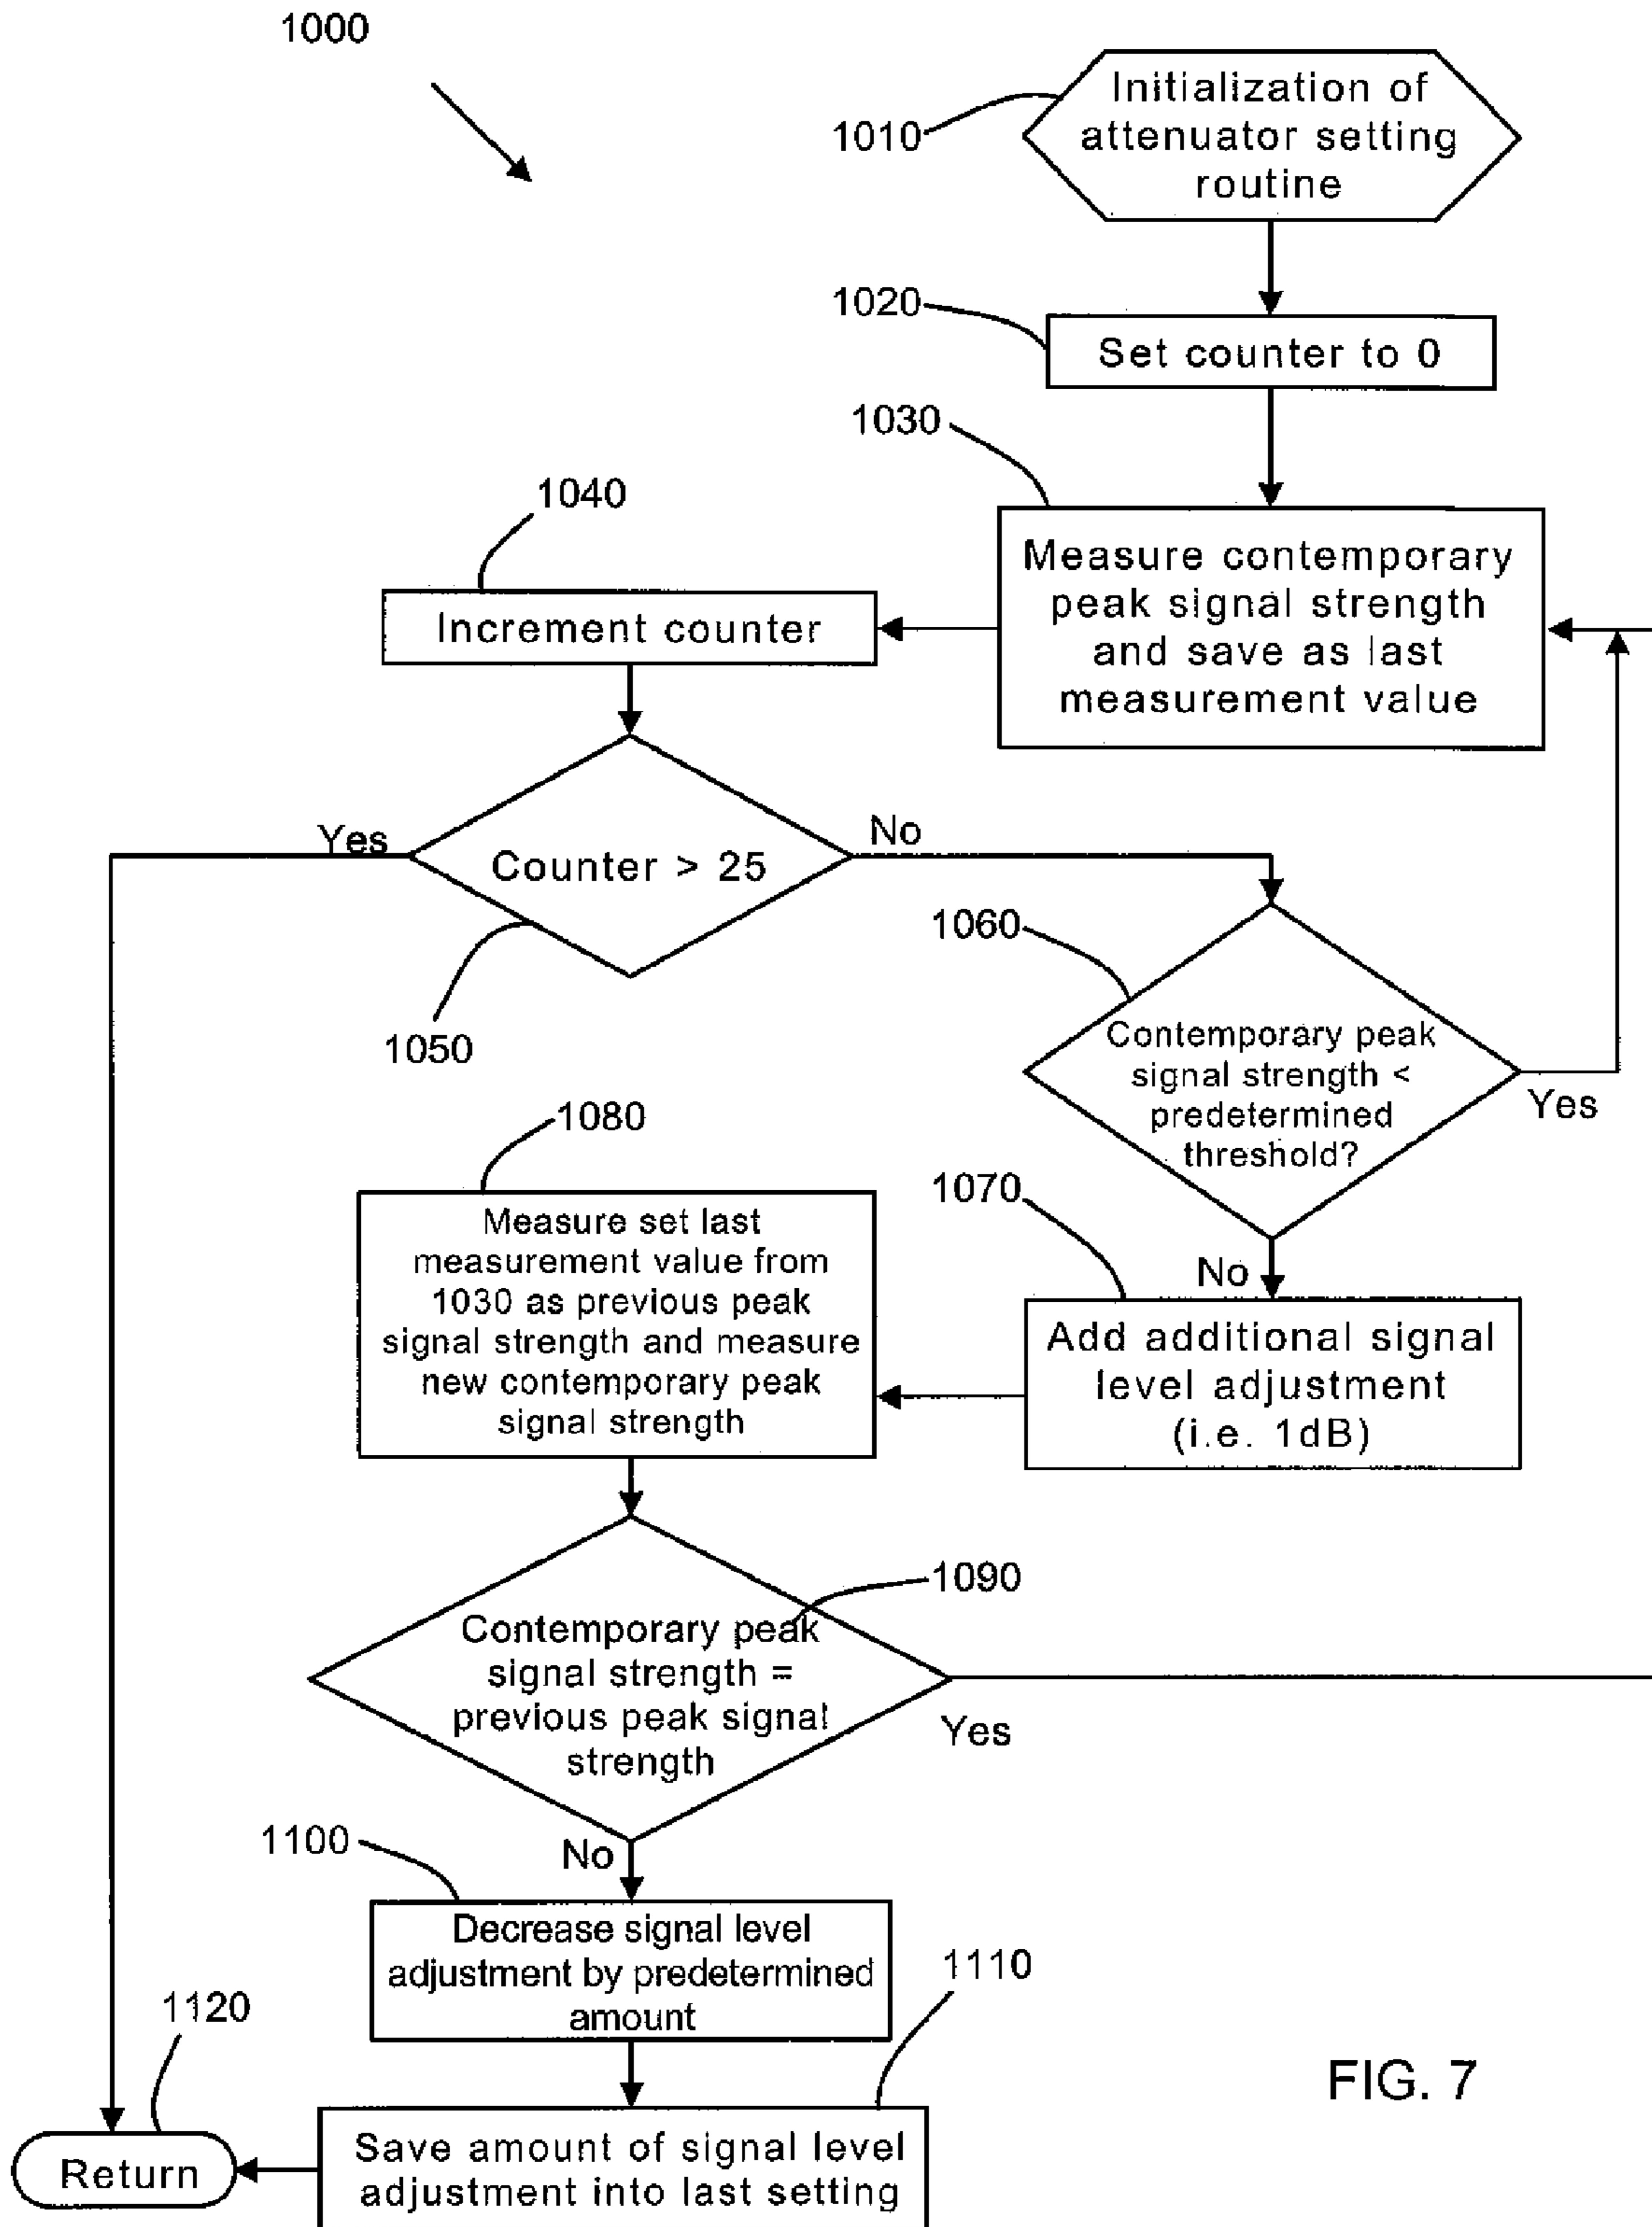 1000
1010
Initialization of
attenuator setting
routine
1020
Set counter to 0
1030
Measure contemporary
peak signal strength
and save as last
measurement value
1040
Increment counter
Yes
Counter > 25
No
1050
1060
Contemporary peak
signal strength <
predetermined
threshold?
Yes
No
1070
Add additional signal
level adjustment
(i.e. 1dB)
1080
Measure set last
measurement value from
1030 as previous peak
signal strength and measure
new contemporary peak
signal strength
1090
Contemporary peak
signal strength =
previous peak signal
strength
Yes
No
1100
Decrease signal level
adjustment by predetermined
amount
1110
Save amount of signal level
adjustment into last setting
1120
Return
FIG. 7